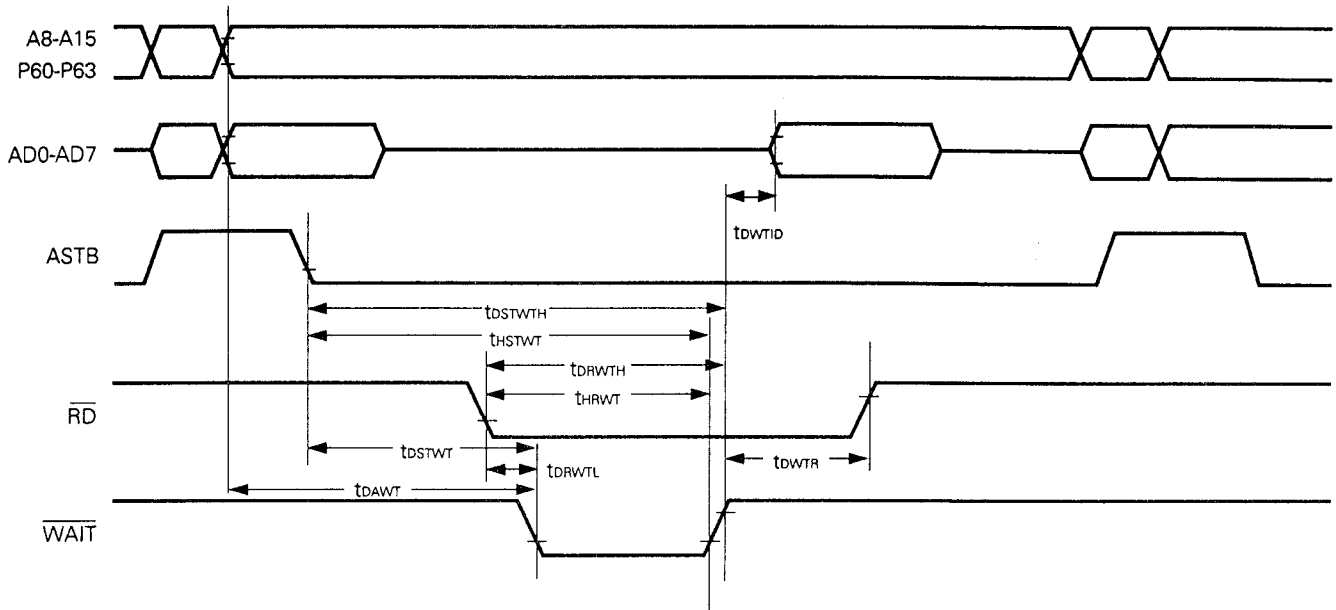 A8-A15
P60-P63
AD0-AD7
tDWTID
ASTB
tDSTWTH
tHSTWT
tDRWTH
tHRWT
RD
tDSTWT
tDRWTL
tDWTR
tDAWT
WAIT